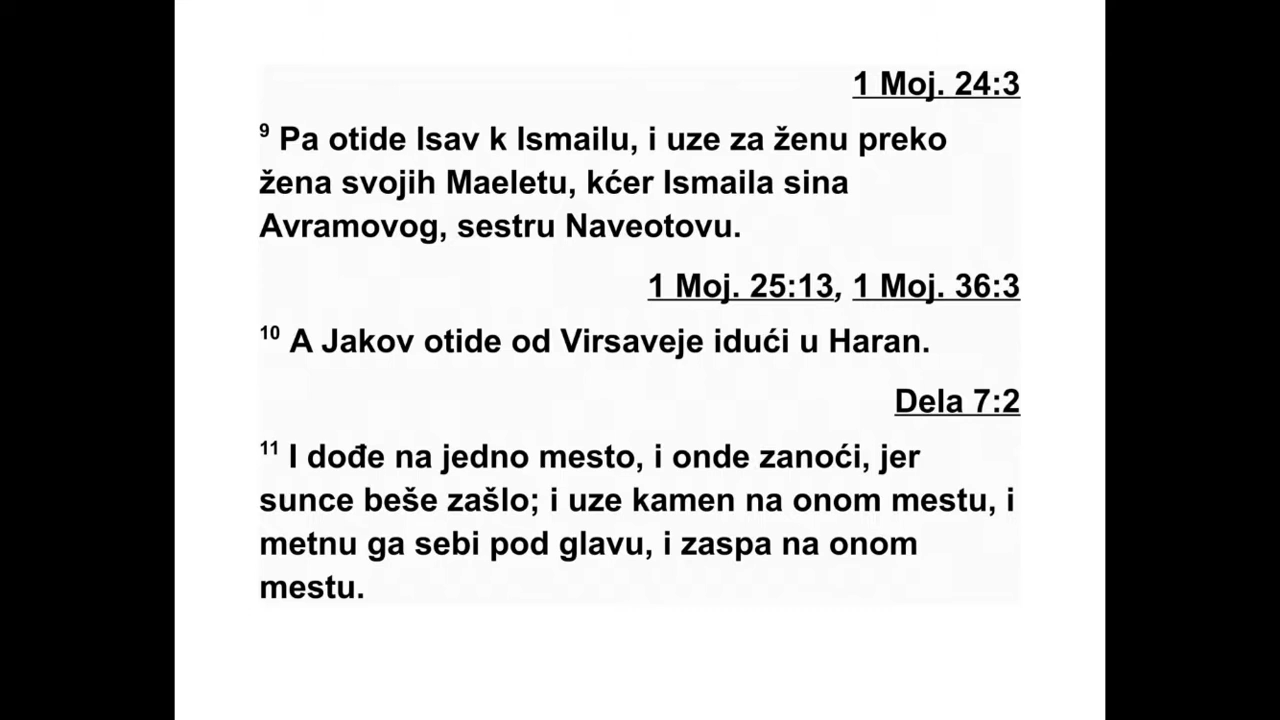 1 Moj. 24:3
9 Pa otide Isav k Ismailu, i uze za ženu preko
žena svojih Maeletu, kćer Ismaila sina
Avramovog, sestru Naveotovu.
1 Moj. 25:13, 1 Moj. 36:3
10 A Jakov otide od Virsaveje idući u Haran.
Dela 7:2
11 I dođe na jedno mesto, i onde zanoći, jer
sunce beše zašlo; i uze kamen na onom mestu, i
metnu ga sebi pod glavu, i zaspa na onom
mestu.